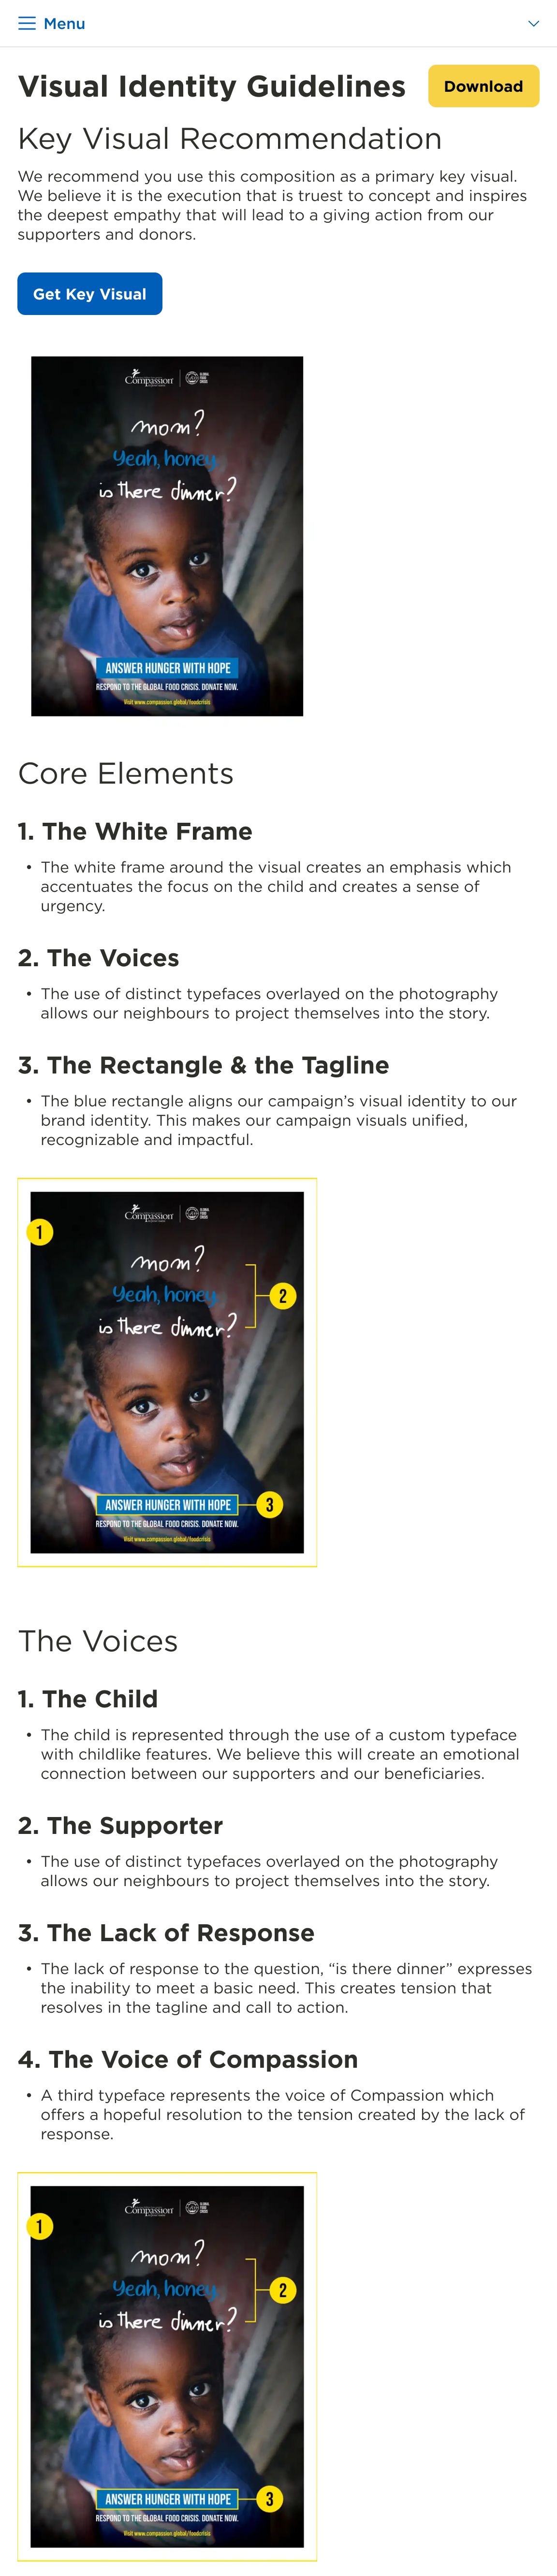 Menu
Visual Identity Guidelines
Download
Key Visual Recommendation
We recommend you use this composition as a primary key visual.
We believe it is the execution that is truest to concept and inspires
the deepest empathy that will lead to a giving action from our
supporters and donors.
Get Key Visual
Compassion
GLOBAL
FOOD
CRISIS
mom?
Yeah, honey
is there dinner?
ANSWER HUNGER WITH HOPE
RESPOND TO THE GLOBAL FOOD CRISIS. DONATE NOW.
Visit www.compassion.global/foodcrisis
Core Elements
1. The White Frame
• The white frame around the visual creates an emphasis which
accentuates the focus on the child and creates a sense of
urgency.
2. The Voices
• The use of distinct typefaces overlayed on the photography
allows our neighbours to project themselves into the story.
3. The Rectangle & the Tagline
• The blue rectangle aligns our campaign’s visual identity to our
brand identity. This makes our campaign visuals unified,
recognizable and impactful.
Compassion
GLOBAL
FOOD
CRISIS
1
mom?
Yeah, honey
2
is there dinner?
ANSWER HUNGER WITH HOPE
3
RESPOND TO THE GLOBAL FOOD CRISIS. DONATE NOW.
Visit www.compassion.global/foodcrisis
The Voices
1. The Child
• The child is represented through the use of a custom typeface
with childlike features. We believe this will create an emotional
connection between our supporters and our beneficiaries.
2. The Supporter
• The use of distinct typefaces overlayed on the photography
allows our neighbours to project themselves into the story.
3. The Lack of Response
• The lack of response to the question, “is there dinner” expresses
the inability to meet a basic need. This creates tension that
resolves in the tagline and call to action.
4. The Voice of Compassion
• A third typeface represents the voice of Compassion which
offers a hopeful resolution to the tension created by the lack of
response.
Compassion
GLOBAL
FOOD
CRISIS
1
mom?
Yeah, honey
2
is there dinner?
ANSWER HUNGER WITH HOPE
3
RESPOND TO THE GLOBAL FOOD CRISIS. DONATE NOW.
Visit www.compassion.global/foodcrisis